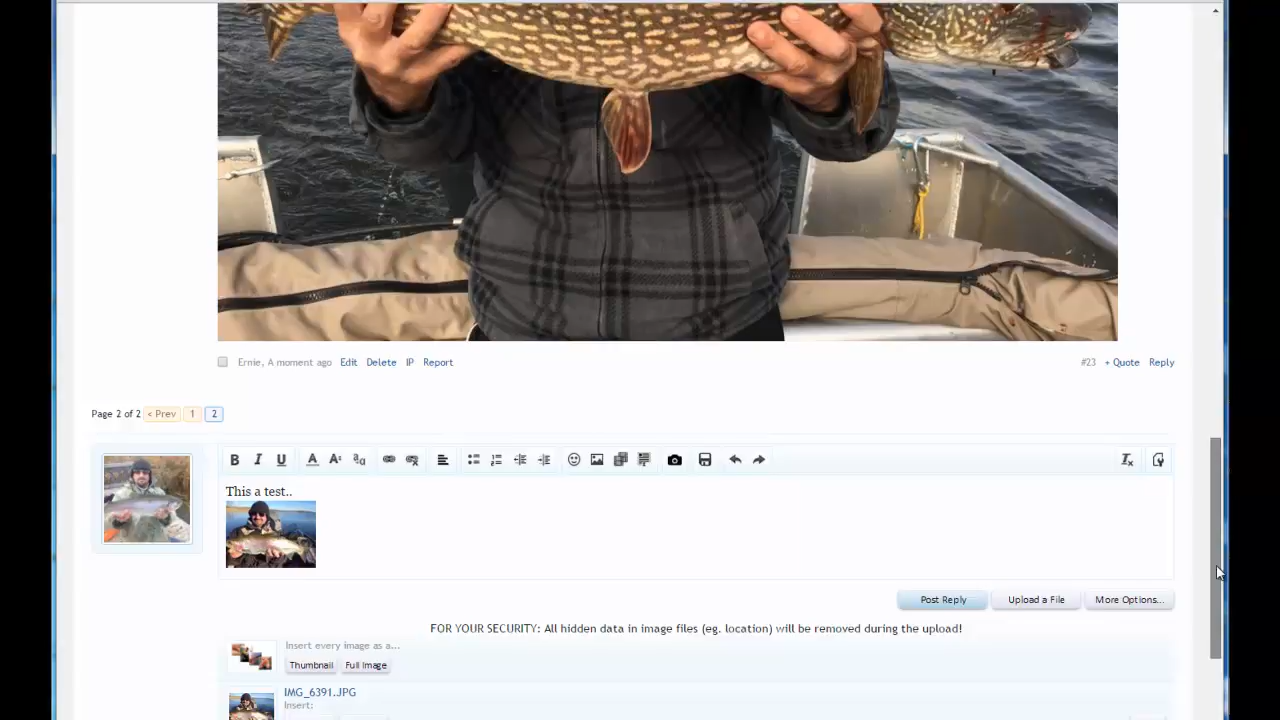 Ernie, A moment ago Edit Delete IP Report #23 + Quote Reply
Page 2 of 2 < Prev 1 2
This a test..
Post Reply Upload a File More Options...
FOR YOUR SECURITY: All hidden data in image files (eg. location) will be removed during the upload!
Insert every image as a...
Thumbnail Full Image
IMG_6391.JPG
Insert: